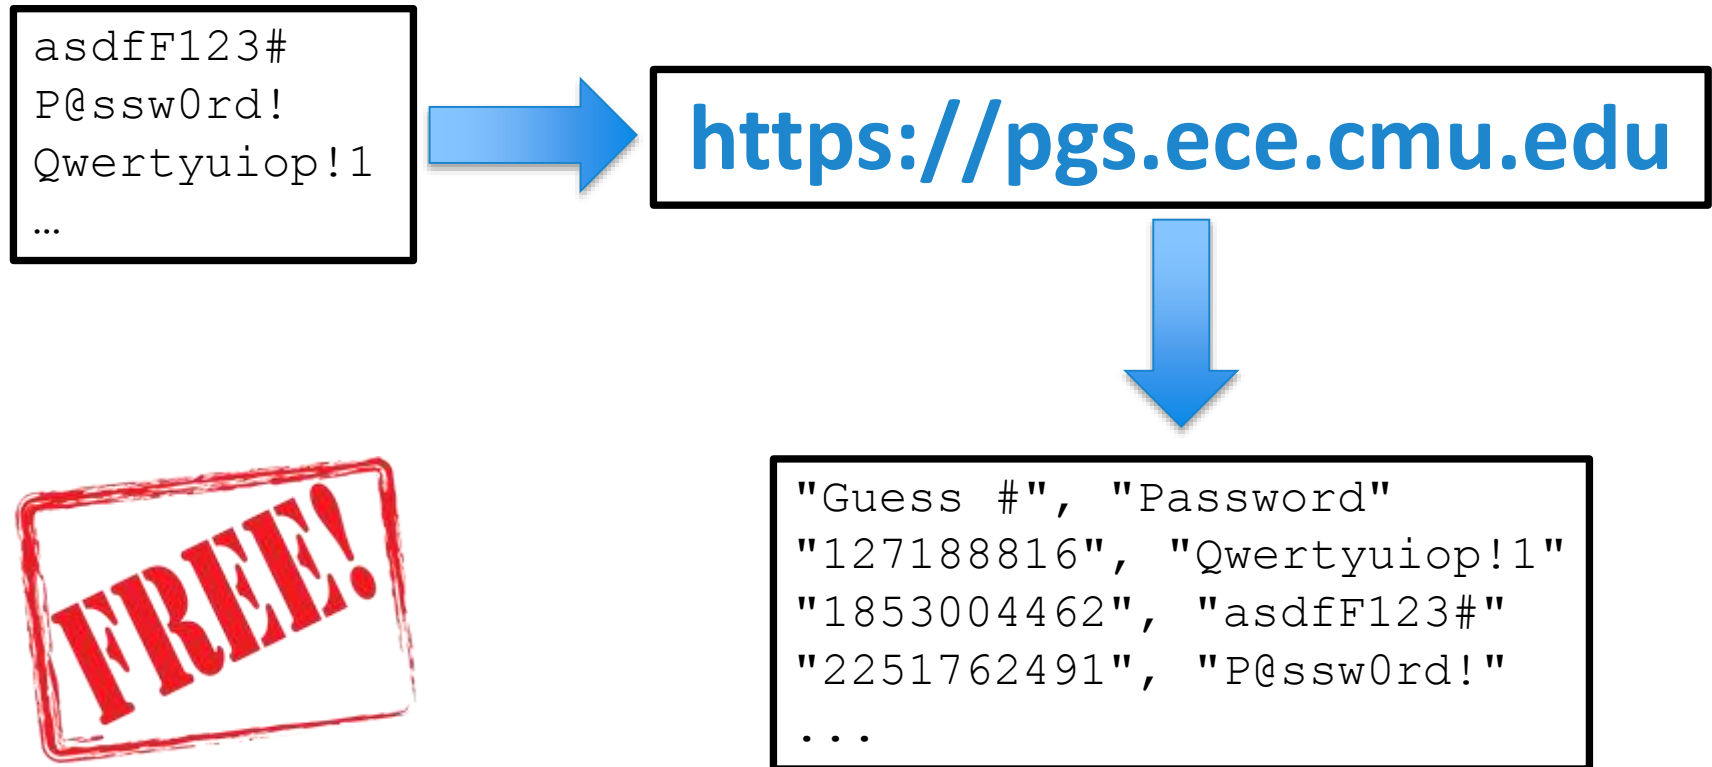 asdfF123#
P@ssw0rd!
Qwertyuiop!1
…
https://pgs.ece.cmu.edu
FREE!
"Guess #", "Password"
"127188816", "Qwertyuiop!1"
"1853004462", "asdfF123#"
"2251762491", "P@ssw0rd!"
...